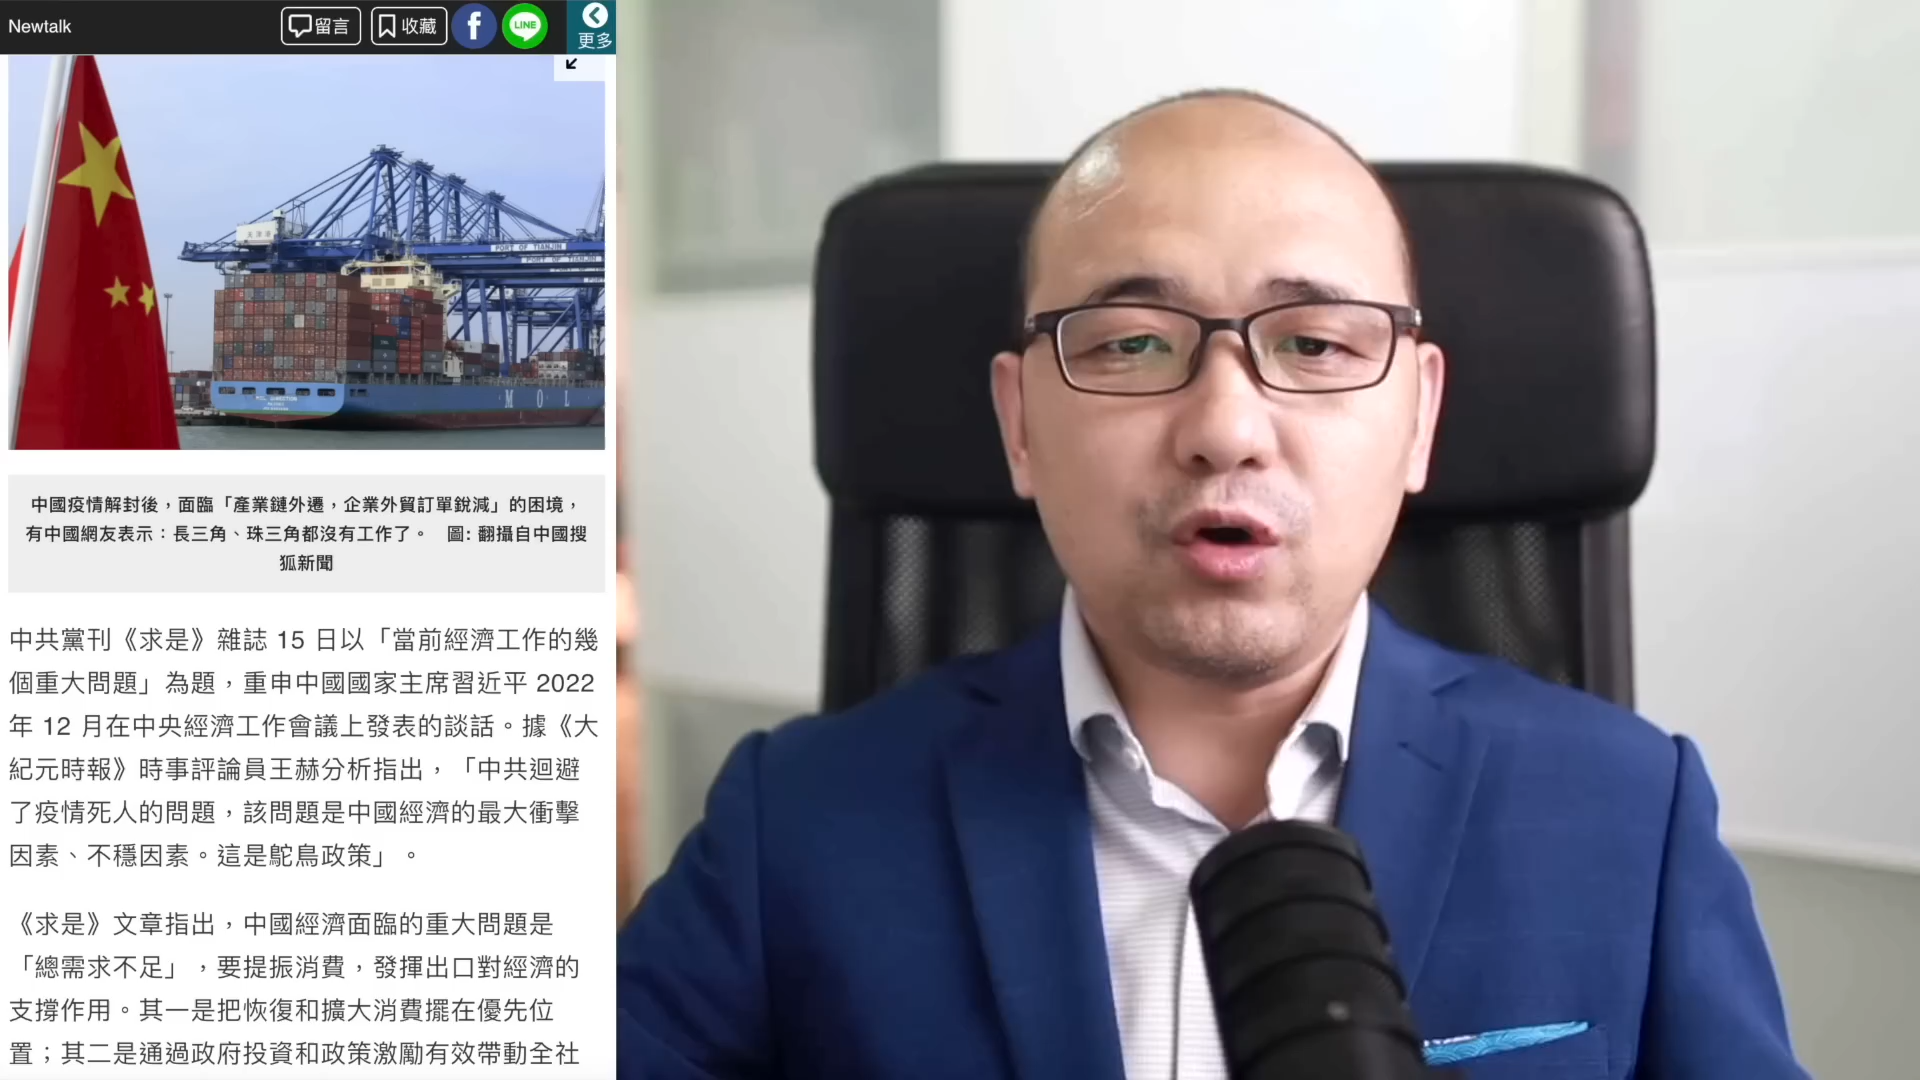 Newtalk
留言
收藏
LINE
更多
PORT OF TIANJIN
PORT OF TIANJIN
M O L
中國疫情解封後，面臨「產業鏈外遷，企業外貿訂單銳減」的困境，
有中國網友表示：長三角、珠三角都沒有工作了。 圖: 翻攝自中國搜
狐新聞
中共黨刊《求是》雜誌 15 日以「當前經濟工作的幾
個重大問題」為題，重申中國國家主席習近平 2022
年 12 月在中央經濟工作會議上發表的談話。據《大
紀元時報》時事評論員王赫分析指出，「中共迴避
了疫情死人的問題，該問題是中國經濟的最大衝擊
因素、不穩因素。這是鴕鳥政策」。
《求是》文章指出，中國經濟面臨的重大問題是
「總需求不足」，要提振消費，發揮出口對經濟的
支撐作用。其一是把恢復和擴大消費擺在優先位
置；其二是通過政府投資和政策激勵有效帶動全社